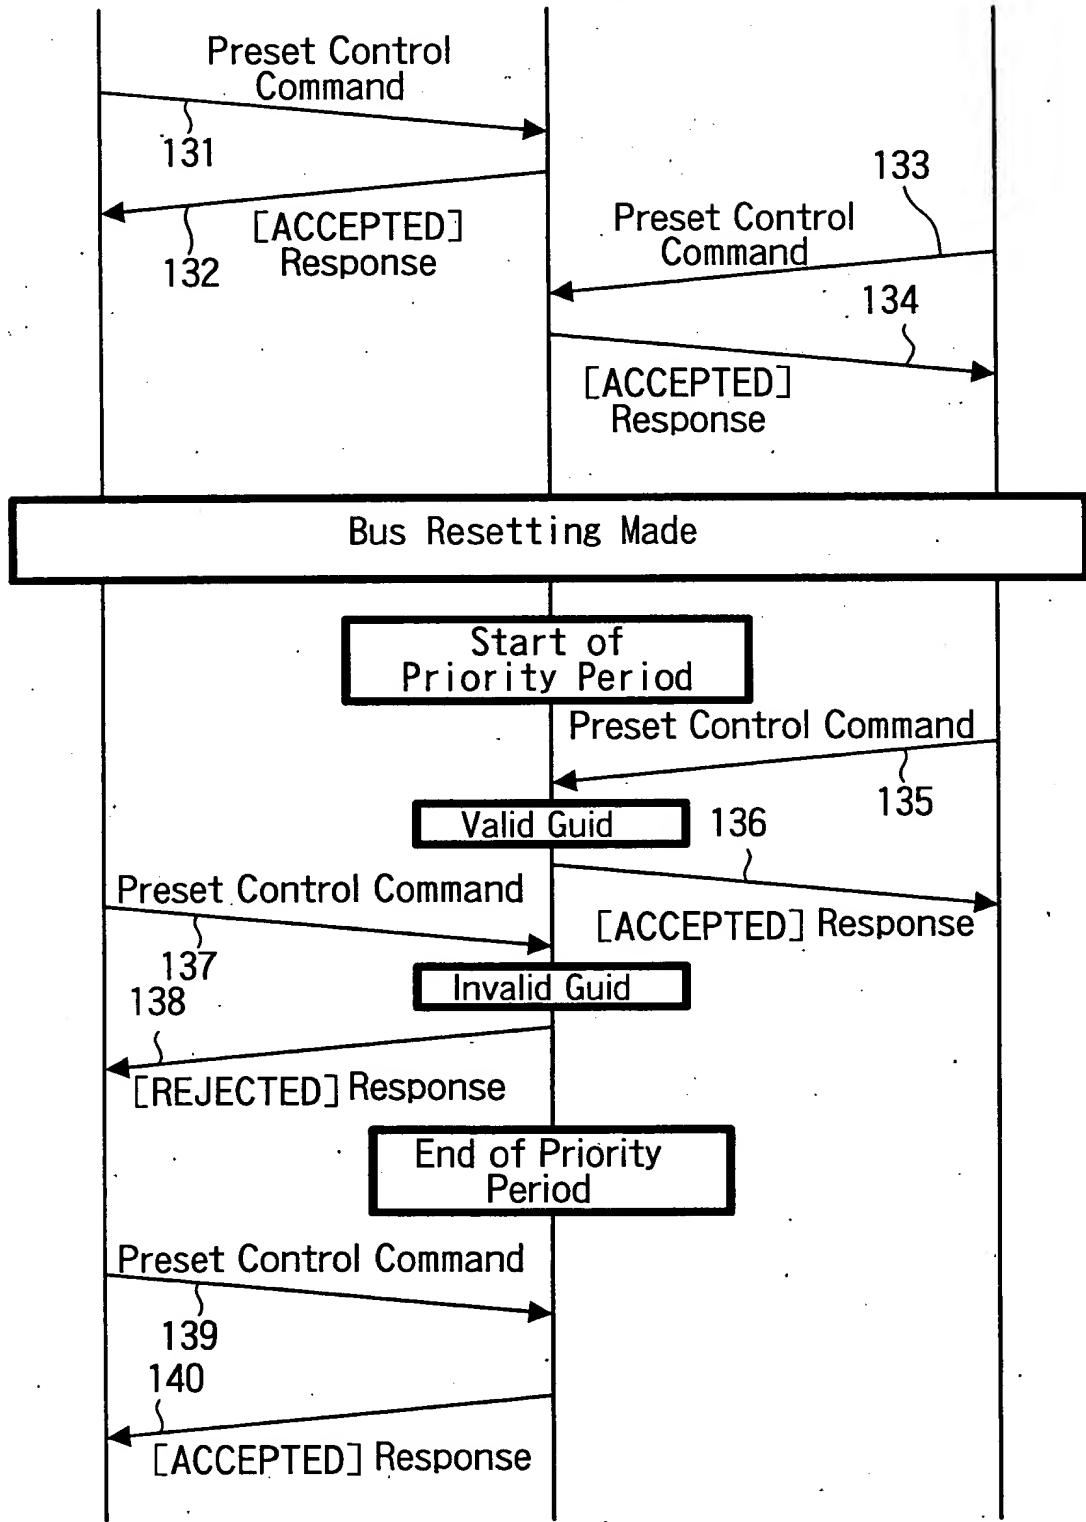 Preset Control
Command
131
133
[ACCEPTED]
Response
132
Preset Control
Command
134
[ACCEPTED]
Response
Bus Resetting Made
Start of
Priority Period
Preset Control Command
135
Valid Guid
136
Preset Control Command
[ACCEPTED] Response
137
Invalid Guid
138
[REJECTED] Response
End of Priority
Period
Preset Control Command
139
140
[ACCEPTED] Response